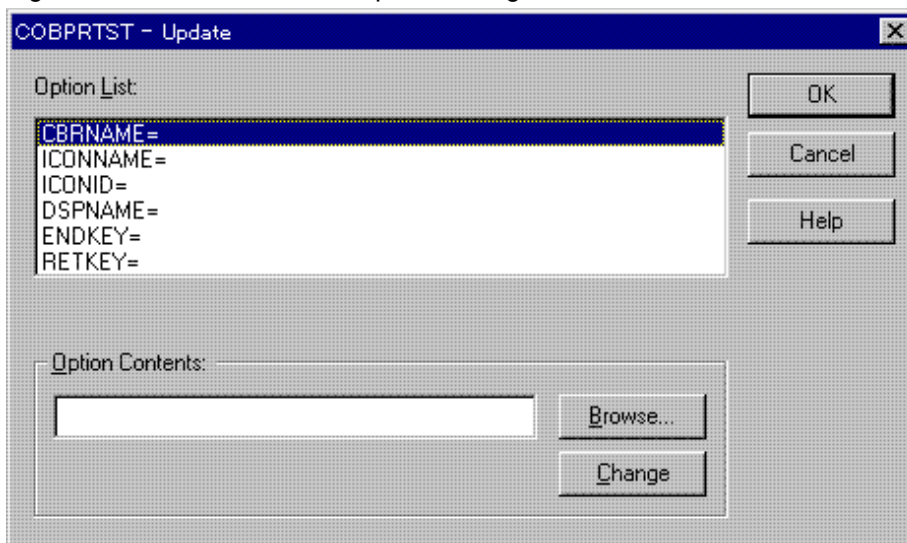 COBPRTST - Update
Option List:
CBRNAME=
ICONNAME=
ICONID=
DSPNAME=
ENDKEY=
RETKEY=
OK
Cancel
Help
Option Contents:
Browse...
Change